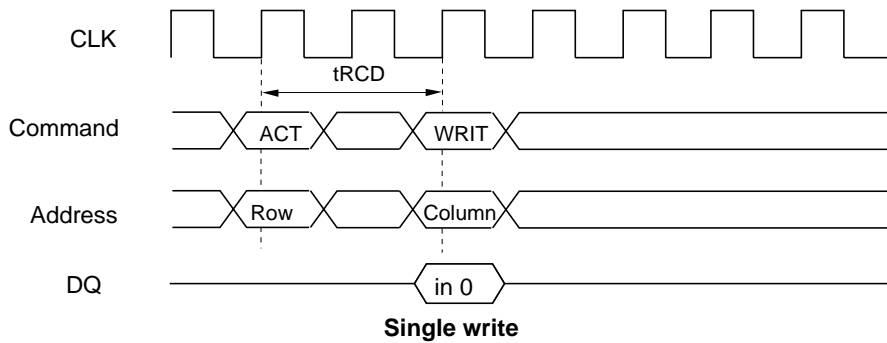 CLK
tRCD
Command ACT WRIT
Address Row Column
DQ in 0
Single write